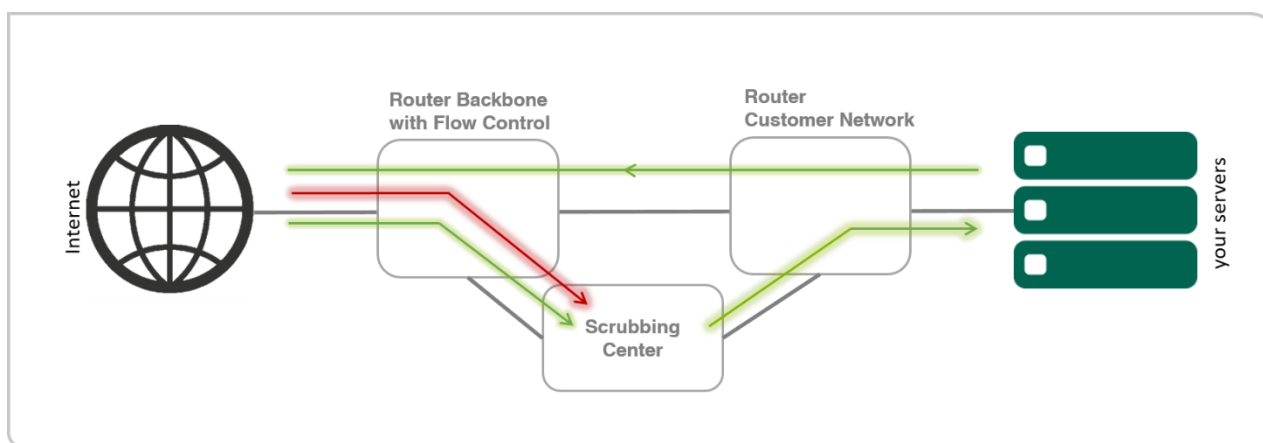 Internet
Router Backbone
with Flow Control
Router
Customer Network
Scrubbing
Center
your servers